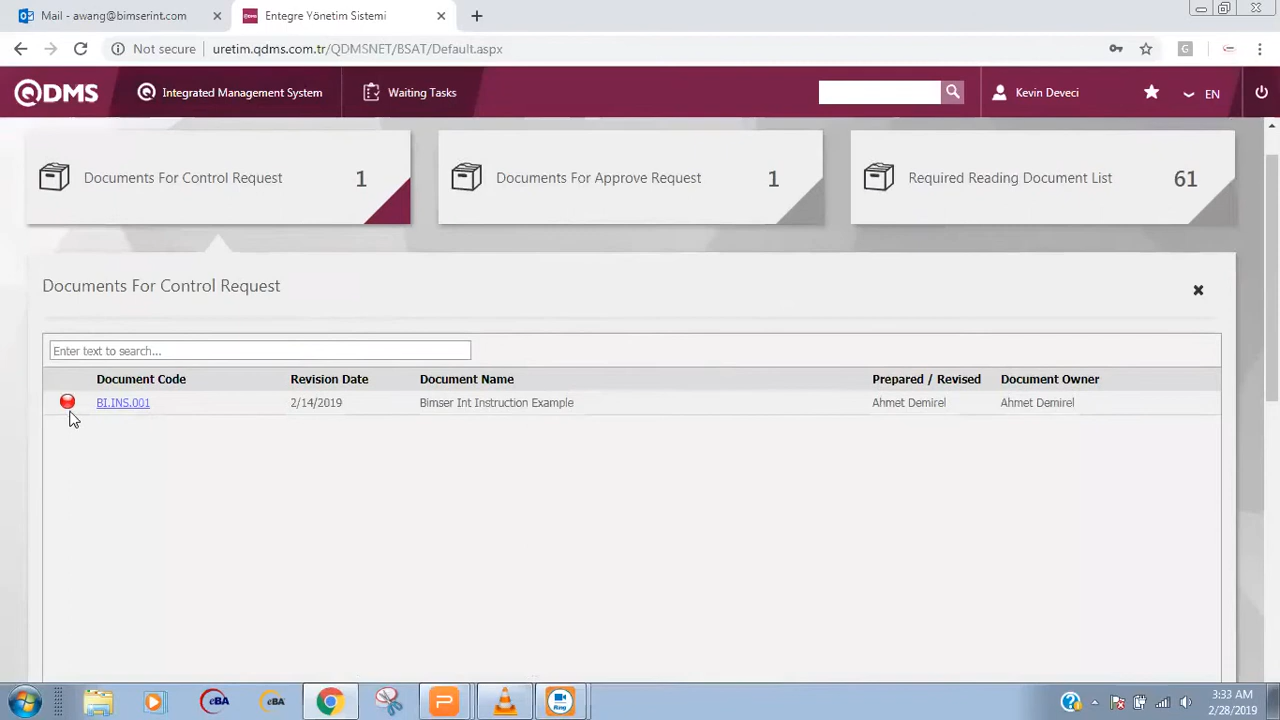 Mail - awang@bimserint.com
Entegre Yönetim Sistemi
Not secure
uretim.qdms.com.tr/QDMSNET/BSAT/Default.aspx
QDMS
Integrated Management System
Waiting Tasks
Kevin Deveci
EN
Documents For Control Request 1
Documents For Approve Request 1
Required Reading Document List 61
Documents For Control Request
Enter text to search...
Document Code Revision Date Document Name Prepared / Revised Document Owner
BI.INS.001 2/14/2019 Bimser Int Instruction Example Ahmet Demirel Ahmet Demirel
eBA
eBA
Ring
3:33 AM
2/28/2019